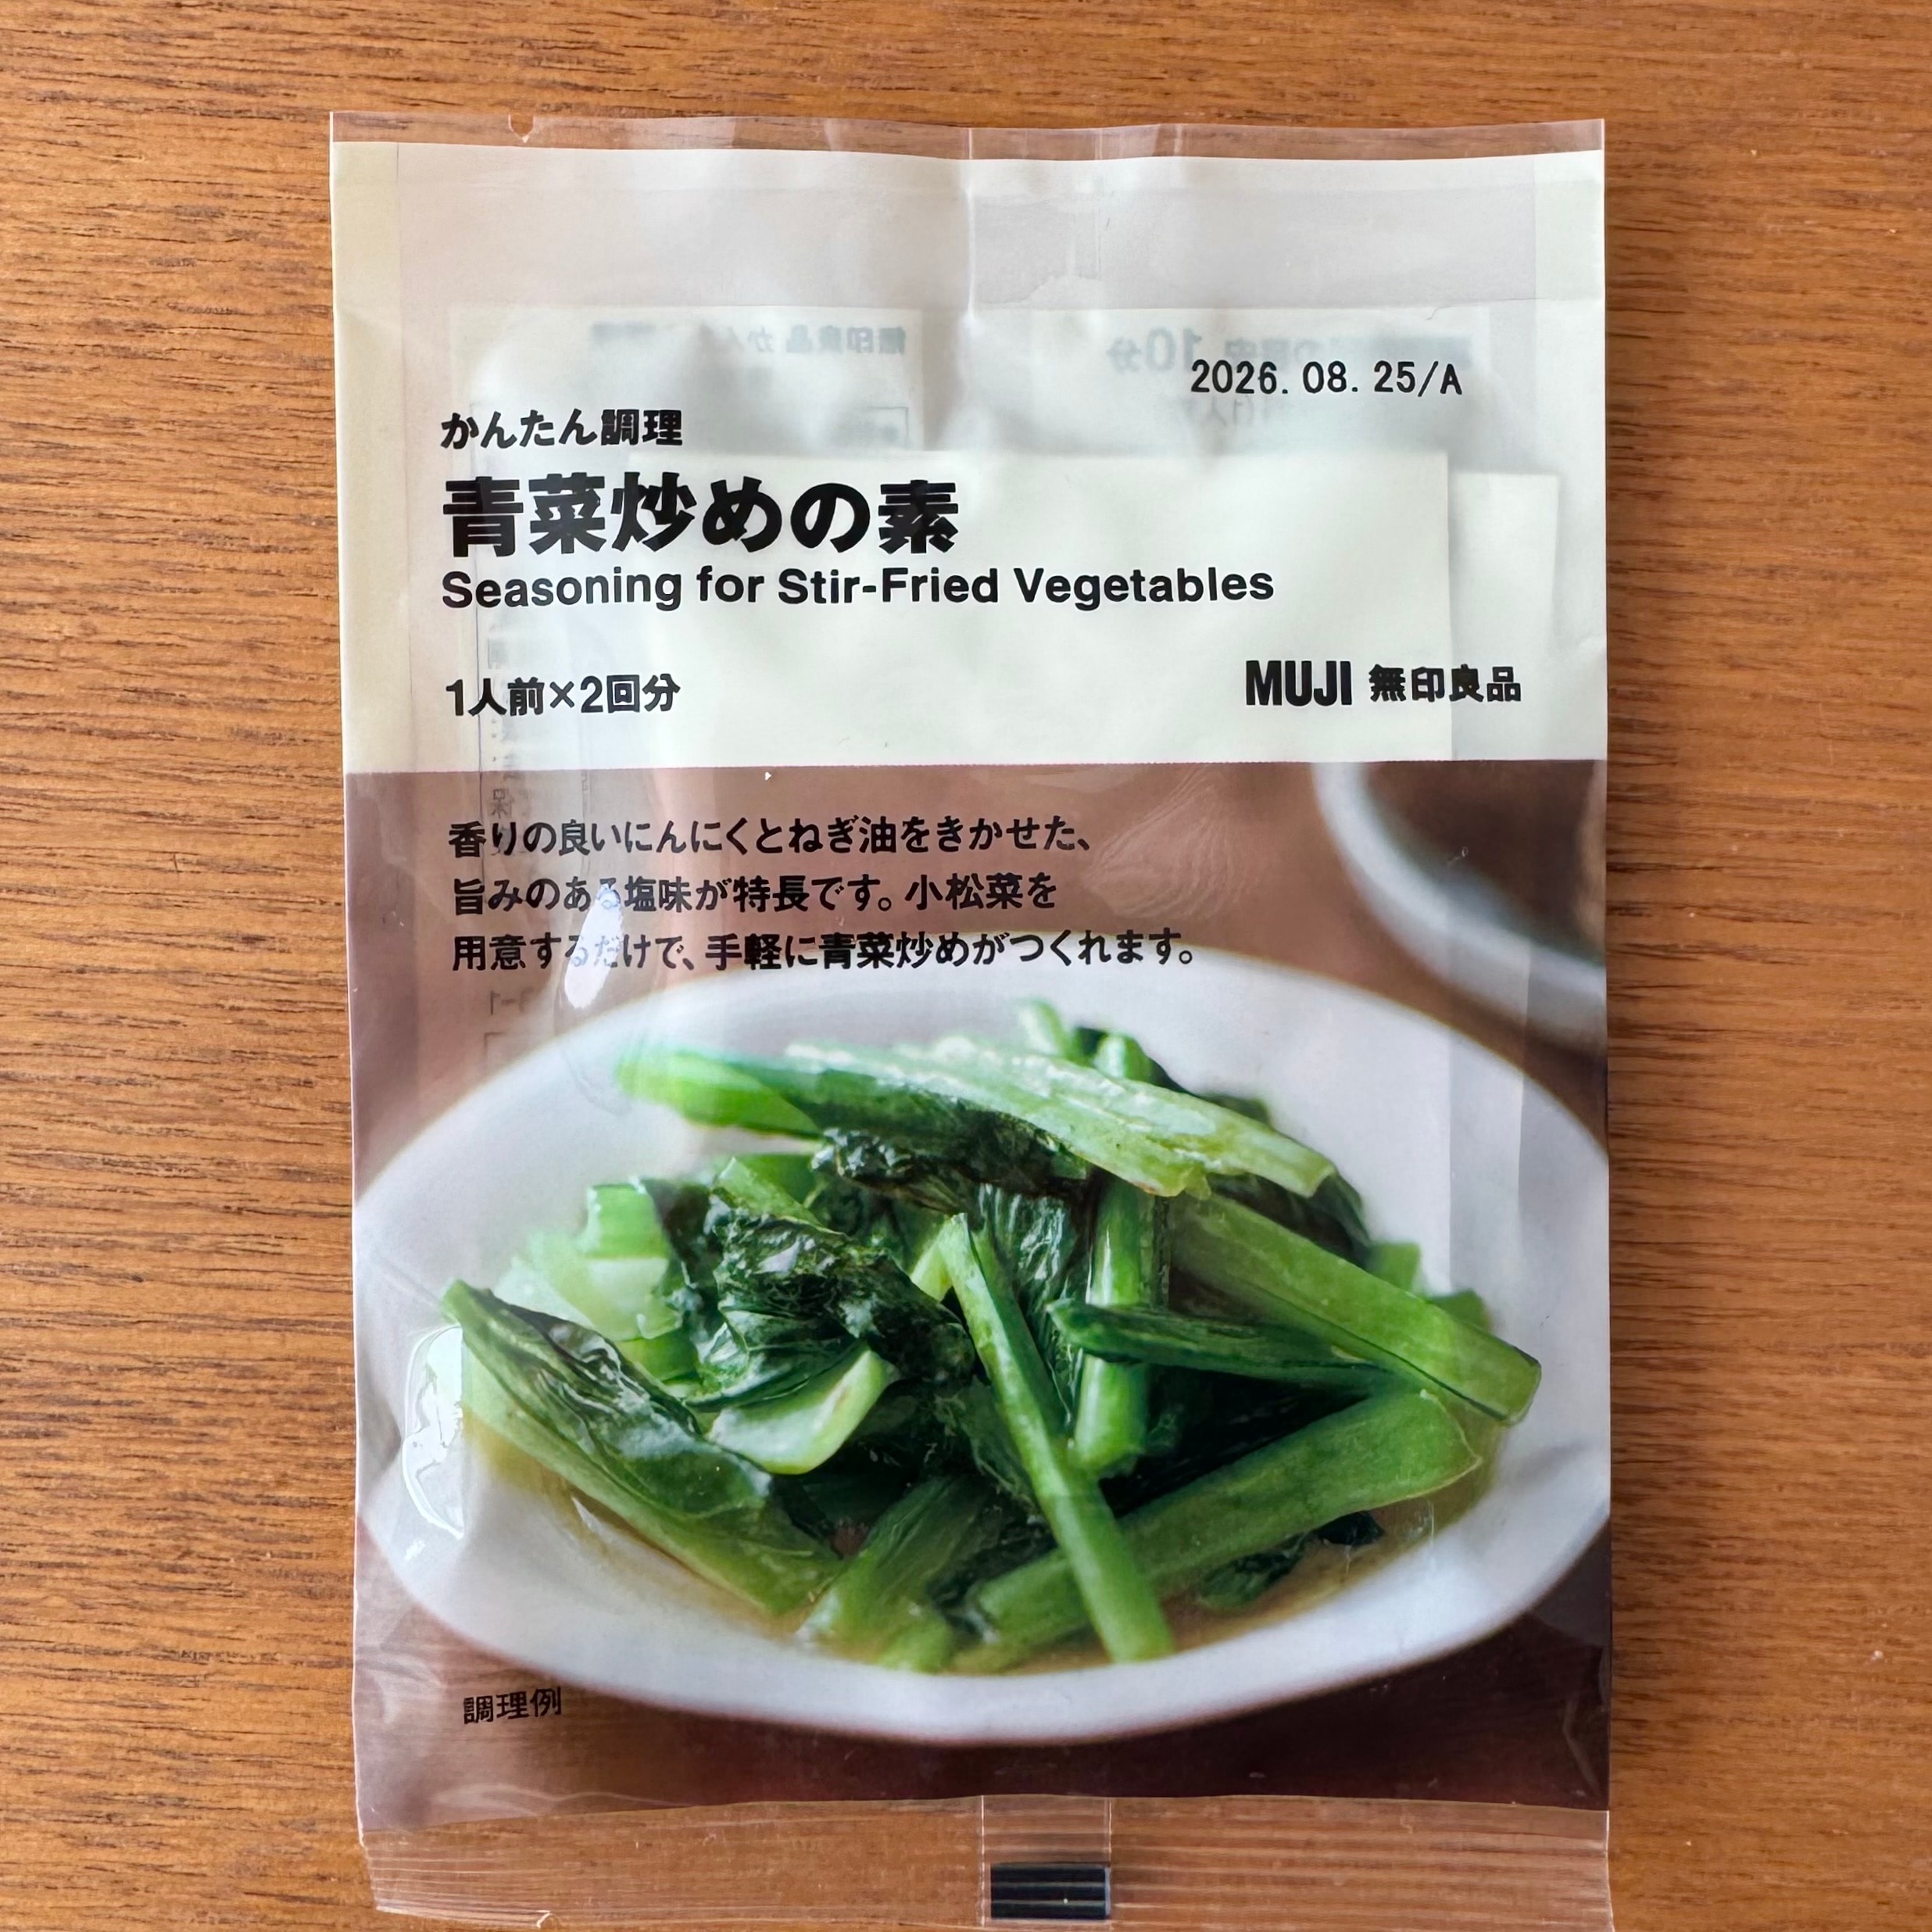 2026.08.25/A
かんたん調理
青菜炒めの素
Seasoning for Stir-Fried Vegetables
1人前×2回分
MUJI 無印良品
香りの良いにんにくとねぎ油をきかせた、
旨みのある塩味が特長です。小松菜を
用意するだけで、手軽に青菜炒めがつくれます。
調理例